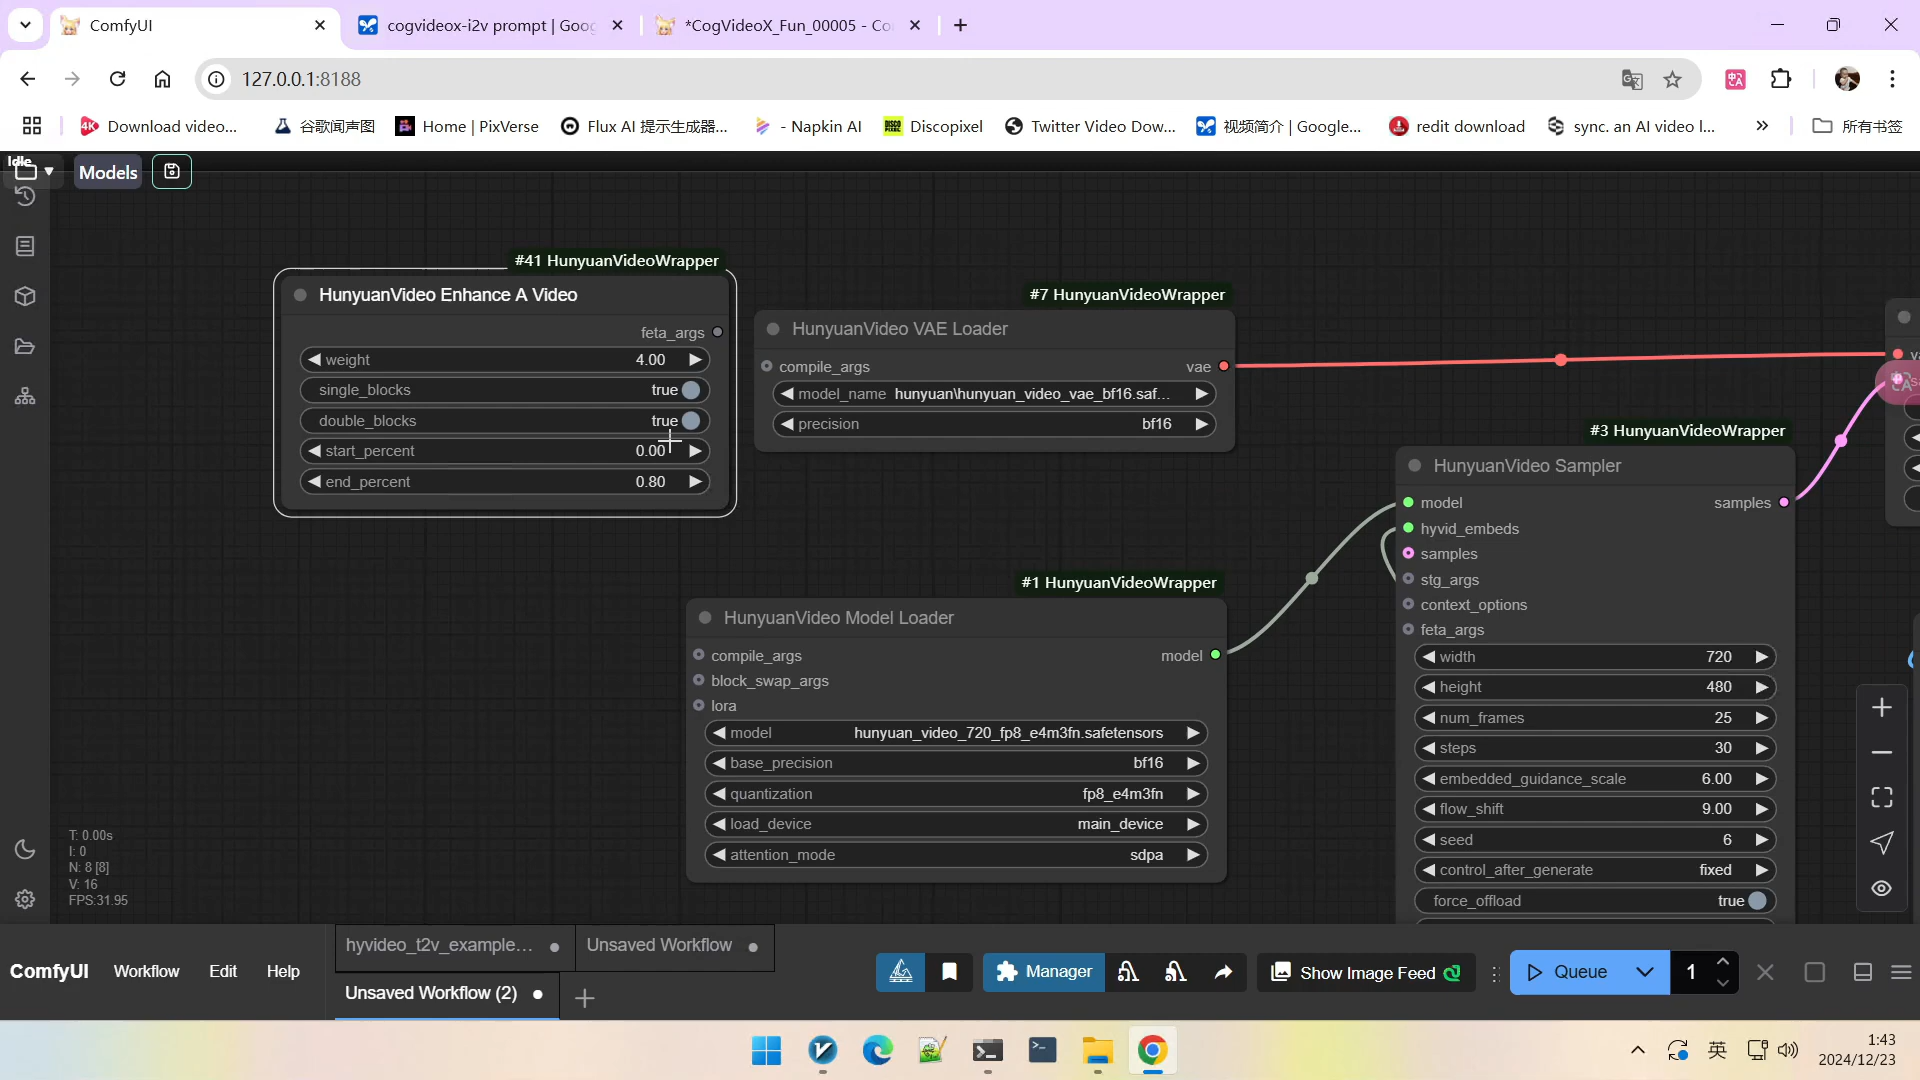 ComfyUI
cogvideox-i2v prompt | Goog
*CogVideoX_Fun_00005 - Co
127.0.0.1:8188
4K Download video...
谷歌闻声图
Home | PixVerse
Flux AI 提示生成器...
- Napkin AI
DISCO PIXEL Discopixel
Twitter Video Dow...
视频简介 | Google...
redit download
sync. an AI video l...
所有书签
Idle
Models
#41 HunyuanVideoWrapper
HunyuanVideo Enhance A Video
feta_args
weight 4.00
single_blocks true
double_blocks true
start_percent 0.00
end_percent 0.80
#7 HunyuanVideoWrapper
HunyuanVideo VAE Loader
compile_args vae
model_name hunyuan\hunyuan_video_vae_bf16.saf...
precision bf16
#1 HunyuanVideoWrapper
HunyuanVideo Model Loader
compile_args model
block_swap_args
lora
model hunyuan_video_720_fp8_e4m3fn.safetensors
base_precision bf16
quantization fp8_e4m3fn
load_device main_device
attention_mode sdpa
#3 HunyuanVideoWrapper
HunyuanVideo Sampler
model samples
hyvid_embeds
samples
stg_args
context_options
feta_args
width 720
height 480
num_frames 25
steps 30
embedded_guidance_scale 6.00
flow_shift 9.00
seed 6
control_after_generate fixed
force_offload true
T: 0.00s
I: 0
N: 8 [8]
V: 16
FPS:31.95
ComfyUI
Workflow
Edit
Help
hyvideo_t2v_example...
Unsaved Workflow
Unsaved Workflow (2)
Manager
Show Image Feed
Queue
1
英
1:43
2024/12/23